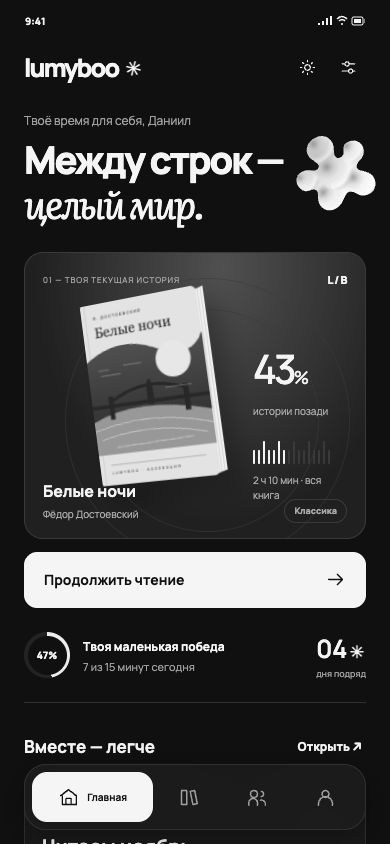 9:41
lumyboo
Твоё время для себя, Даниил
Между строк —
целый мир.
01 — ТВОЯ ТЕКУЩАЯ ИСТОРИЯ
L/B
Ф. ДОСТОЕВСКИЙ
Белые ночи
43%
истории позади
2 ч 10 мин · вся
книга
Белые ночи
Фёдор Достоевский
Классика
Продолжить чтение
47%
Твоя маленькая победа
7 из 15 минут сегодня
04
дня подряд
Вместе — легче
Открыть
Главная